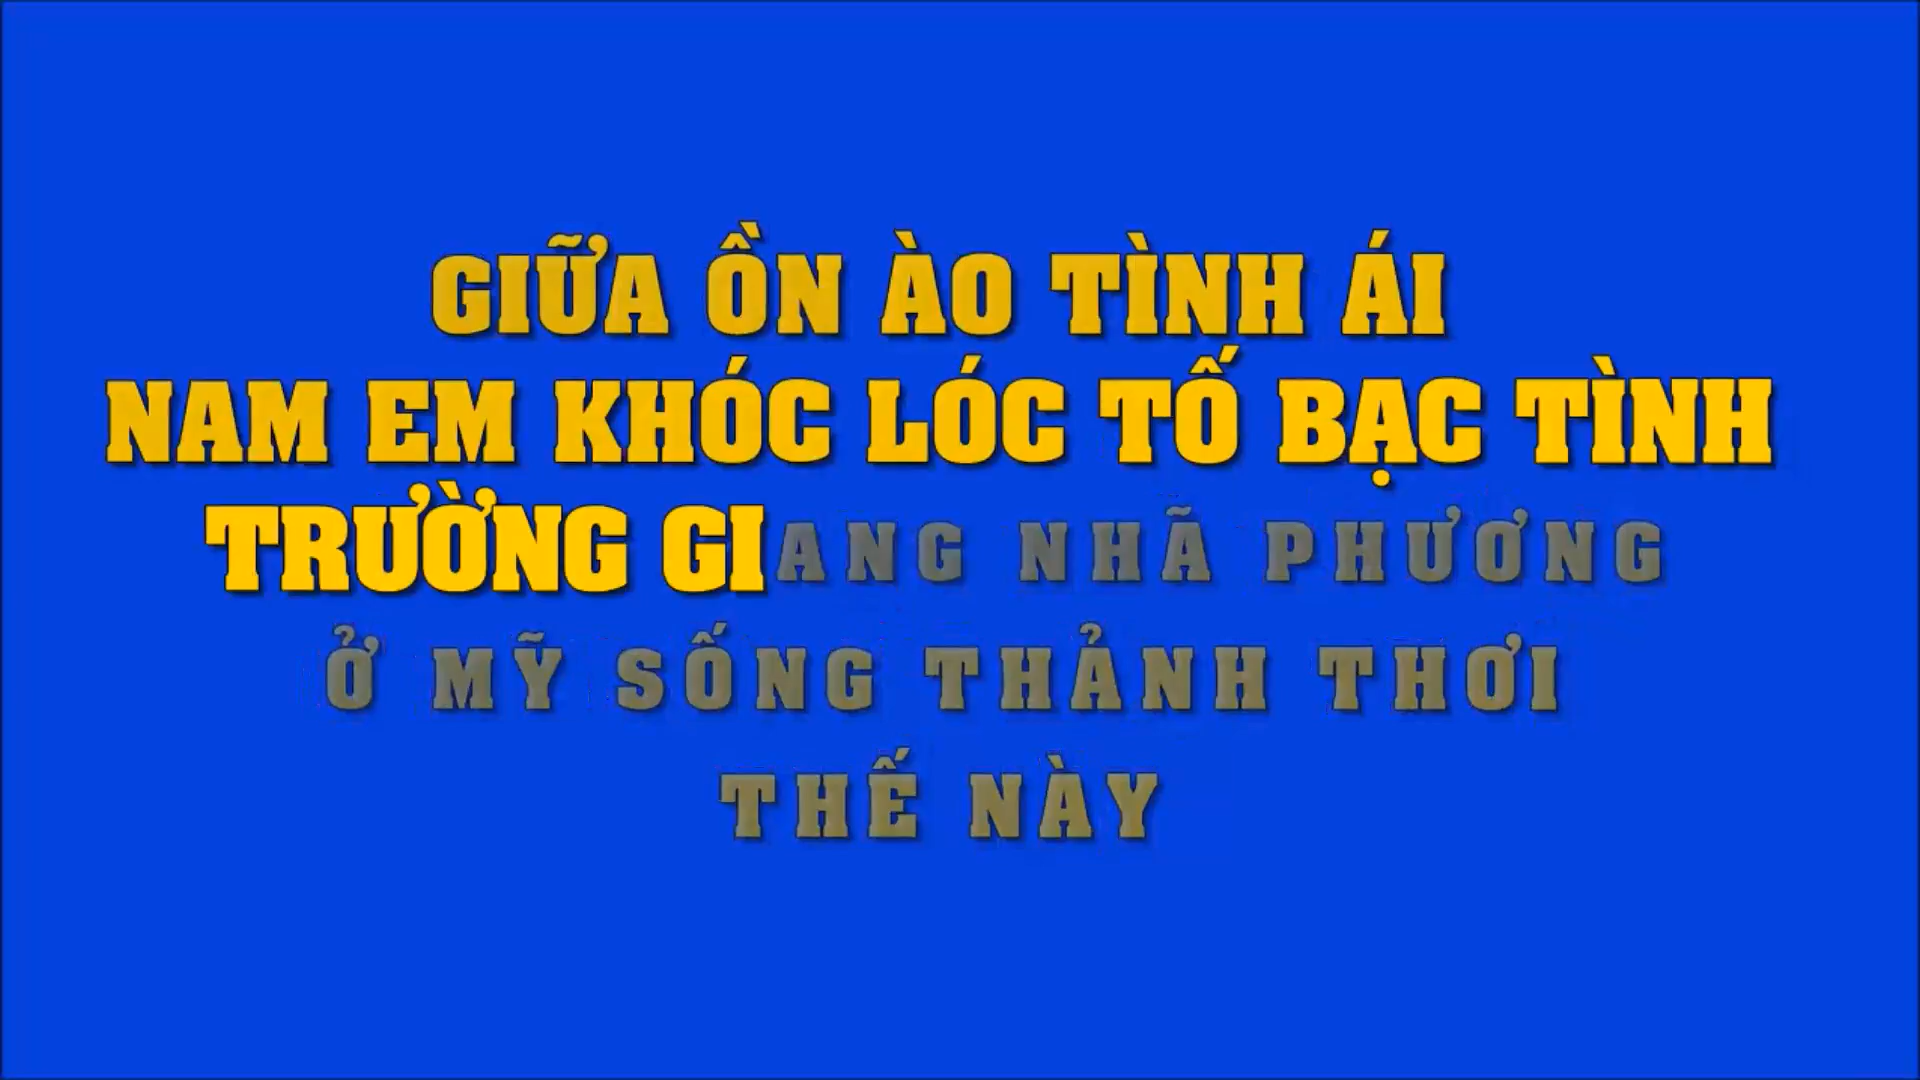 GIỮA ỒN ÀO TÌNH ÁI
NAM EM KHÓC LÓC TỐ BẠC TÌNH
TRƯỜNG GIANG NHÃ PHƯƠNG
Ở MỸ SỐNG THẢNH THƠI
THẾ NÀY